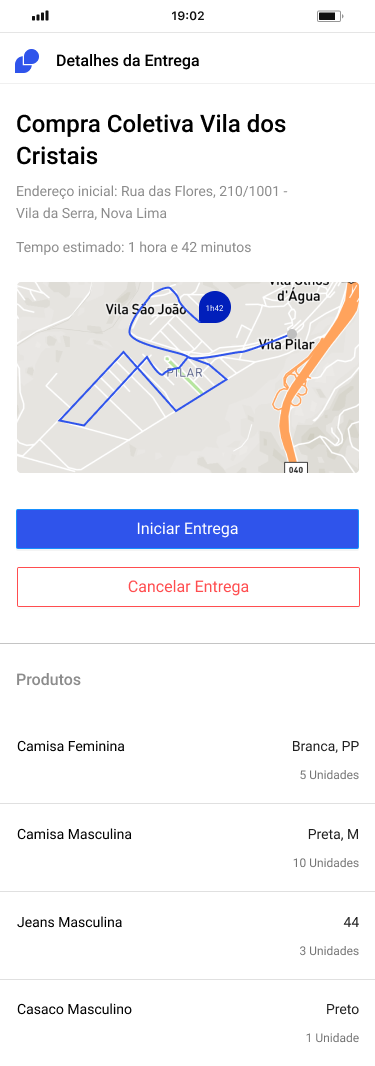 19:02
Detalhes da Entrega
Compra Coletiva Vila dos
Cristais
Endereço inicial: Rua das Flores, 210/1001 -
Vila da Serra, Nova Lima
Tempo estimado: 1 hora e 42 minutos
Vila Olhos
d'Água
Vila São João
1h42
Vila Pilar
PILAR
040
Iniciar Entrega
Cancelar Entrega
Produtos
Camisa Feminina
Branca, PP
5 Unidades
Camisa Masculina
Preta, M
10 Unidades
Jeans Masculina
44
3 Unidades
Casaco Masculino
Preto
1 Unidade